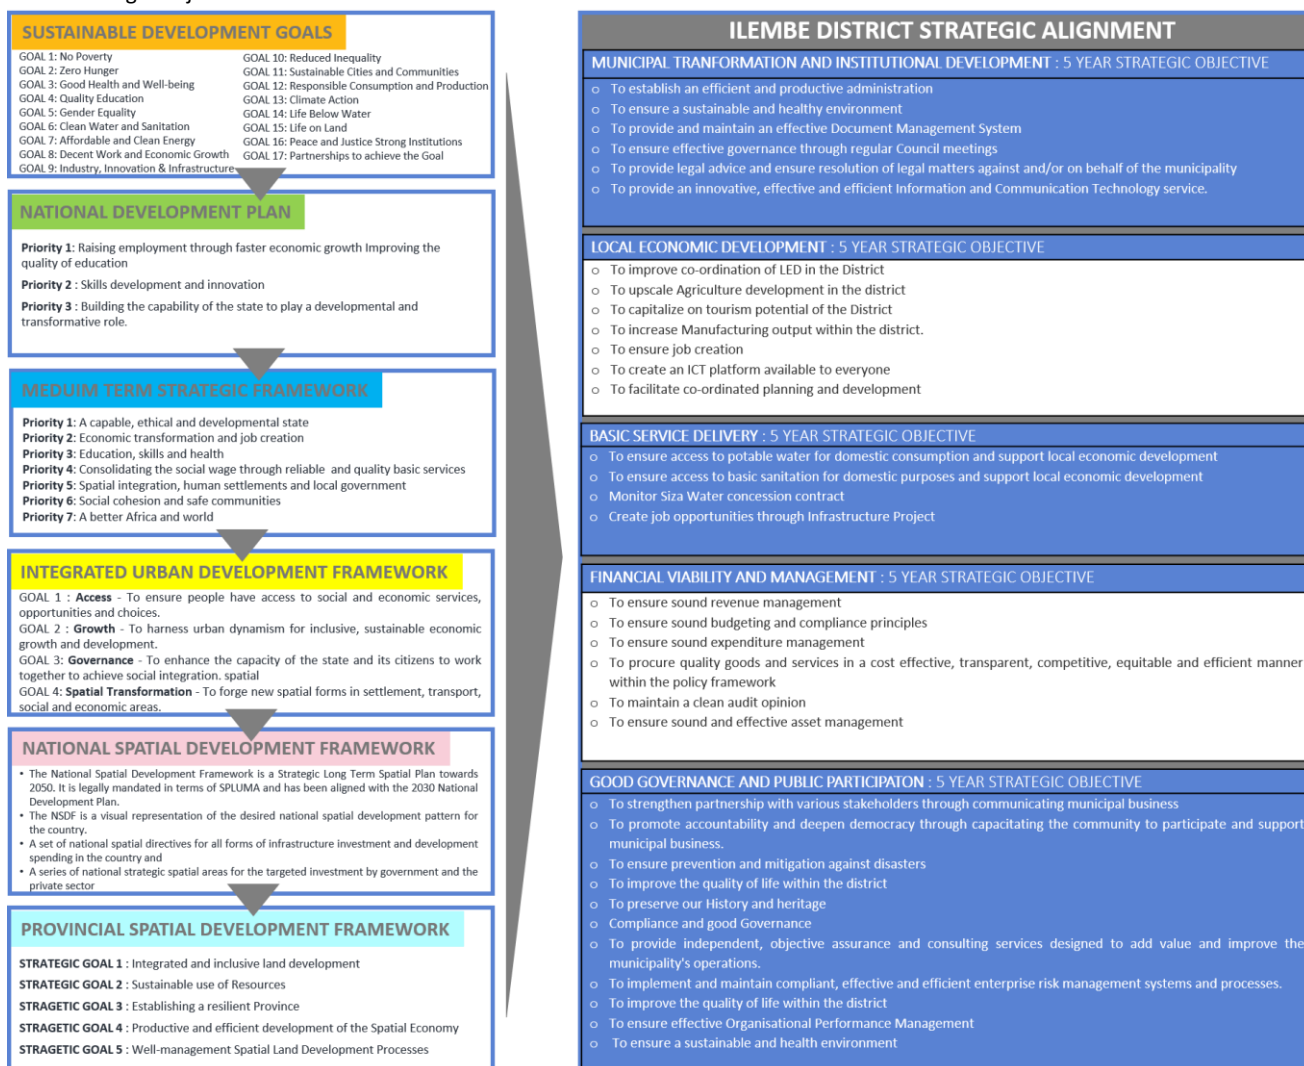 SUSTAINABLE DEVELOPMENT GOALS
GOAL 1: No Poverty
GOAL 2: Zero Hunger
GOAL 3: Good Health and Well-being
GOAL 4: Quality Education
GOAL 5: Gender Equality
GOAL 6: Clean Water and Sanitation
GOAL 7: Affordable and Clean Energy
GOAL 8: Decent Work and Economic Growth
GOAL 9: Industry, Innovation & Infrastructure
GOAL 10: Reduced Inequality
GOAL 11: Sustainable Cities and Communities
GOAL 12: Responsible Consumption and Production
GOAL 13: Climate Action
GOAL 14: Life Below Water
GOAL 15: Life on Land
GOAL 16: Peace and Justice Strong Institutions
GOAL 17: Partnerships to achieve the Goal
NATIONAL DEVELOPMENT PLAN
Priority 1: Raising employment through faster economic growth Improving the
quality of education
Priority 2 : Skills development and innovation
Priority 3 : Building the capability of the state to play a developmental and
transformative role.
MEDUIM TERM STRATEGIC FRAMEWORK
Priority 1: A capable, ethical and developmental state
Priority 2: Economic transformation and job creation
Priority 3: Education, skills and health
Priority 4: Consolidating the social wage through reliable and quality basic services
Priority 5: Spatial integration, human settlements and local government
Priority 6: Social cohesion and safe communities
Priority 7: A better Africa and world
INTEGRATED URBAN DEVELOPMENT FRAMEWORK
GOAL 1 : Access - To ensure people have access to social and economic services,
opportunities and choices.
GOAL 2 : Growth - To harness urban dynamism for inclusive, sustainable economic
growth and development.
GOAL 3: Governance - To enhance the capacity of the state and its citizens to work
together to achieve social integration. spatial
GOAL 4: Spatial Transformation - To forge new spatial forms in settlement, transport,
social and economic areas.
NATIONAL SPATIAL DEVELOPMENT FRAMEWORK
• The National Spatial Development Framework is a Strategic Long Term Spatial Plan towards
2050. It is legally mandated in terms of SPLUMA and has been aligned with the 2030 National
Development Plan.
• The NSDF is a visual representation of the desired national spatial development pattern for
the country.
• A set of national spatial directives for all forms of infrastructure investment and development
spending in the country and
• A series of national strategic spatial areas for the targeted investment by government and the
private sector
PROVINCIAL SPATIAL DEVELOPMENT FRAMEWORK
STRATEGIC GOAL 1 : Integrated and inclusive land development
STRATEGIC GOAL 2 : Sustainable use of Resources
STRAGETIC GOAL 3 : Establishing a resilient Province
STRAGETIC GOAL 4 : Productive and efficient development of the Spatial Economy
STRAGETIC GOAL 5 : Well-management Spatial Land Development Processes
ILEMBE DISTRICT STRATEGIC ALIGNMENT
MUNICIPAL TRANFORMATION AND INSTITUTIONAL DEVELOPMENT : 5 YEAR STRATEGIC OBJECTIVE
o To establish an efficient and productive administration
o To ensure a sustainable and healthy environment
o To provide and maintain an effective Document Management System
o To ensure effective governance through regular Council meetings
o To provide legal advice and ensure resolution of legal matters against and/or on behalf of the municipality
o To provide an innovative, effective and efficient Information and Communication Technology service.
LOCAL ECONOMIC DEVELOPMENT : 5 YEAR STRATEGIC OBJECTIVE
o To improve co-ordination of LED in the District
o To upscale Agriculture development in the district
o To capitalize on tourism potential of the District
o To increase Manufacturing output within the district.
o To ensure job creation
o To create an ICT platform available to everyone
o To facilitate co-ordinated planning and development
BASIC SERVICE DELIVERY : 5 YEAR STRATEGIC OBJECTIVE
o To ensure access to potable water for domestic consumption and support local economic development
o To ensure access to basic sanitation for domestic purposes and support local economic development
o Monitor Siza Water concession contract
o Create job opportunities through Infrastructure Project
FINANCIAL VIABILITY AND MANAGEMENT : 5 YEAR STRATEGIC OBJECTIVE
o To ensure sound revenue management
o To ensure sound budgeting and compliance principles
o To ensure sound expenditure management
o To procure quality goods and services in a cost effective, transparent, competitive, equitable and efficient manner
within the policy framework
o To maintain a clean audit opinion
o To ensure sound and effective asset management
GOOD GOVERNANCE AND PUBLIC PARTICIPATON : 5 YEAR STRATEGIC OBJECTIVE
o To strengthen partnership with various stakeholders through communicating municipal business
o To promote accountability and deepen democracy through capacitating the community to participate and support
municipal business.
o To ensure prevention and mitigation against disasters
o To improve the quality of life within the district
o To preserve our History and heritage
o Compliance and good Governance
o To provide independent, objective assurance and consulting services designed to add value and improve the
municipality's operations.
o To implement and maintain compliant, effective and efficient enterprise risk management systems and processes.
o To improve the quality of life within the district
o To ensure effective Organisational Performance Management
o To ensure a sustainable and health environment